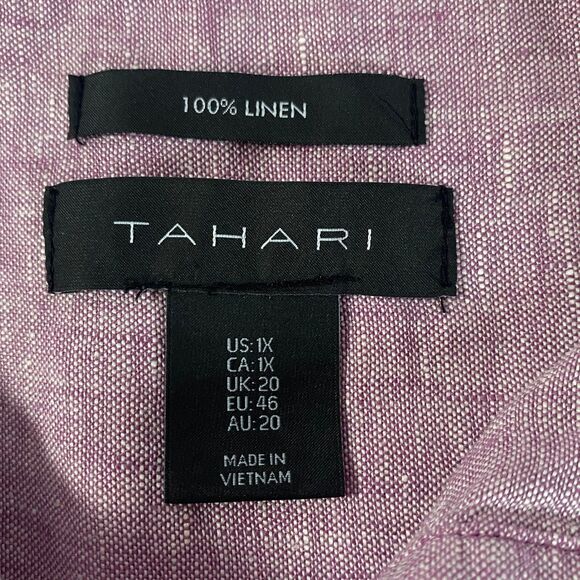 100% LINEN
TAHARI
US: 1X
CA: 1X
UK: 20
EU: 46
AU: 20
MADE IN
VIETNAM